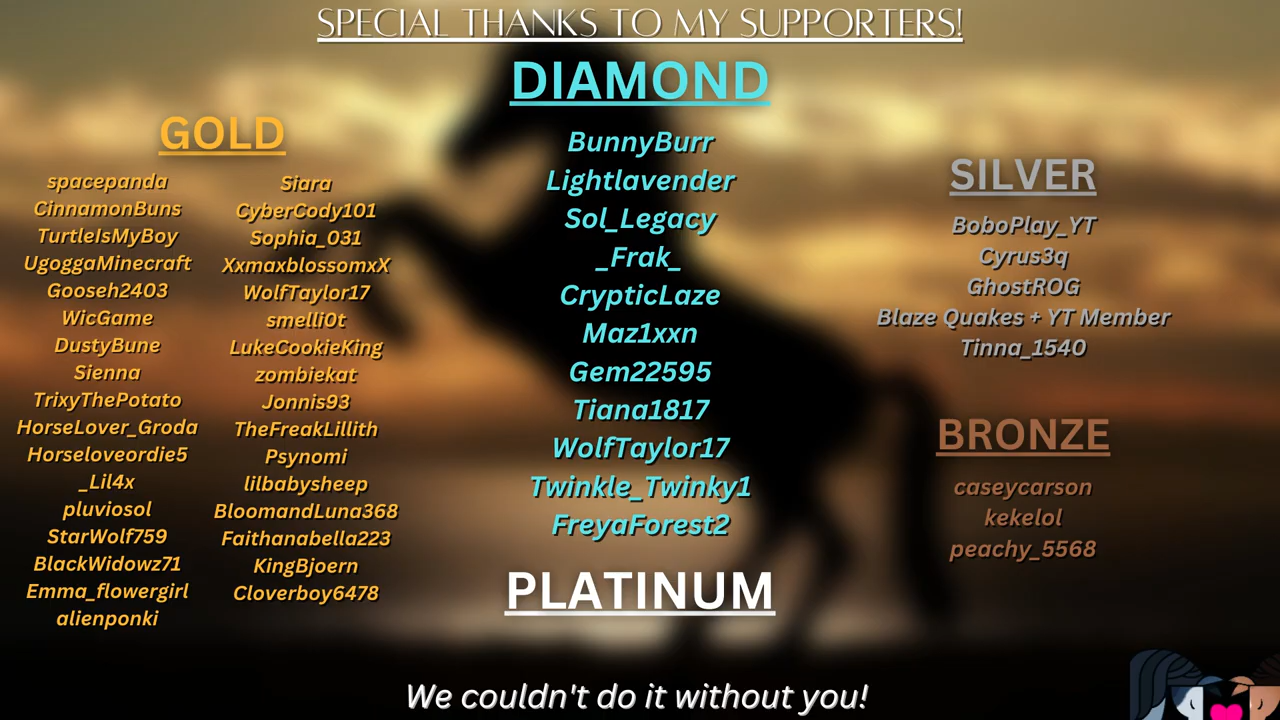 SPECIAL THANKS TO MY SUPPORTERS!
DIAMOND
BunnyBurr
Lightlavender
Sol_Legacy
_Frak_
CrypticLaze
Maz1xxn
Gem22595
Tiana1817
WolfTaylor17
Twinkle_Twinky1
FreyaForest2
PLATINUM
GOLD
spacepanda
CinnamonBuns
TurtleIsMyBoy
UgoggaMinecraft
Gooseh2403
WicGame
DustyBune
Sienna
TrixyThePotato
HorseLover_Groda
Horseloveordie5
_Lil4x
pluviosol
StarWolf759
BlackWidowz71
Emma_flowergirl
alienponki
Siara
CyberCody101
Sophia_031
XxmaxblossomxX
WolfTaylor17
smelli0t
LukeCookieKing
zombiekat
Jonnis93
TheFreakLillith
Psynomi
lilbabysheep
BloomandLuna368
Faithanabella223
KingBjoern
Cloverboy6478
SILVER
BoboPlay_YT
Cyrus3q
GhostROG
Blaze Quakes + YT Member
Tinna_1540
BRONZE
caseycarson
kekelol
peachy_5568
We couldn't do it without you!